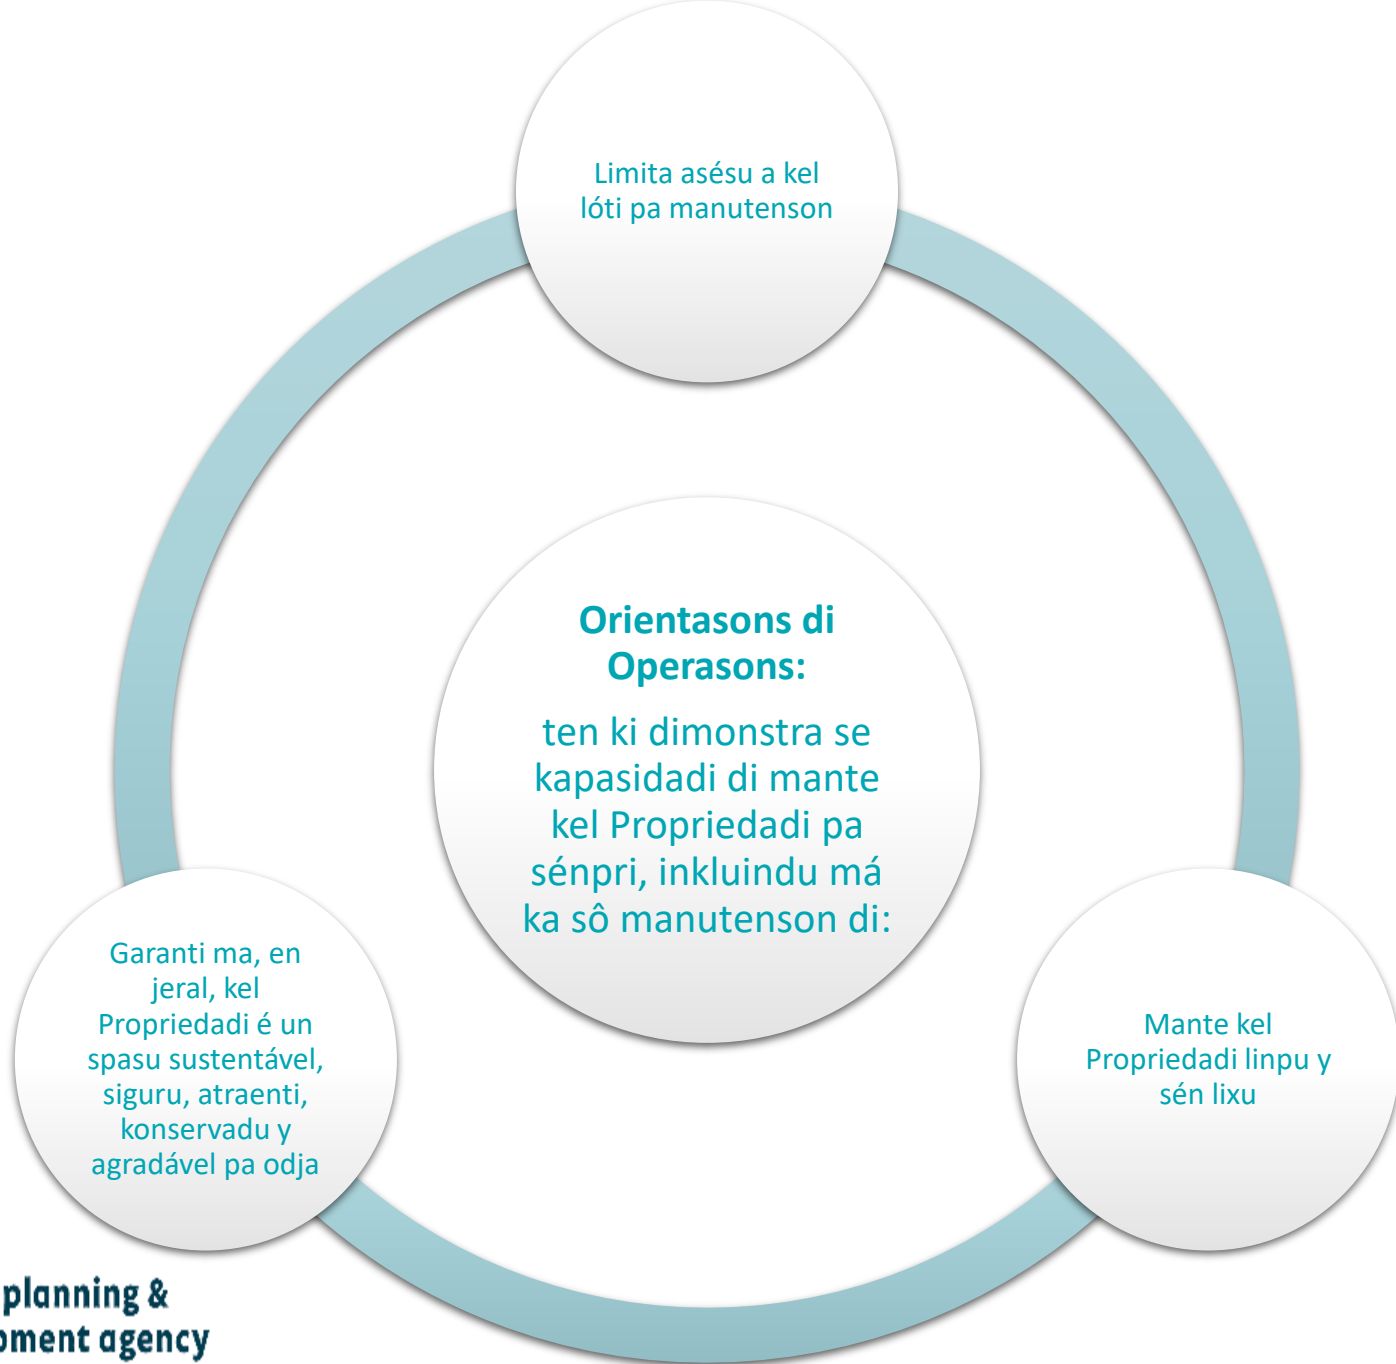 Limita asésu a kel
lóti pa manutenson
Orientasons di
Operasons:
ten ki dimonstra se
kapasidadi di mante
kel Propriedadi pa
sénpri, inkluindu má
ka sô manutenson di:
Garanti ma, en
jeral, kel
Propriedadi é un
spasu sustentável,
siguru, atraenti,
konservadu y
agradável pa odja
Mante kel
Propriedadi linpu y
sén lixu
planning &
agency